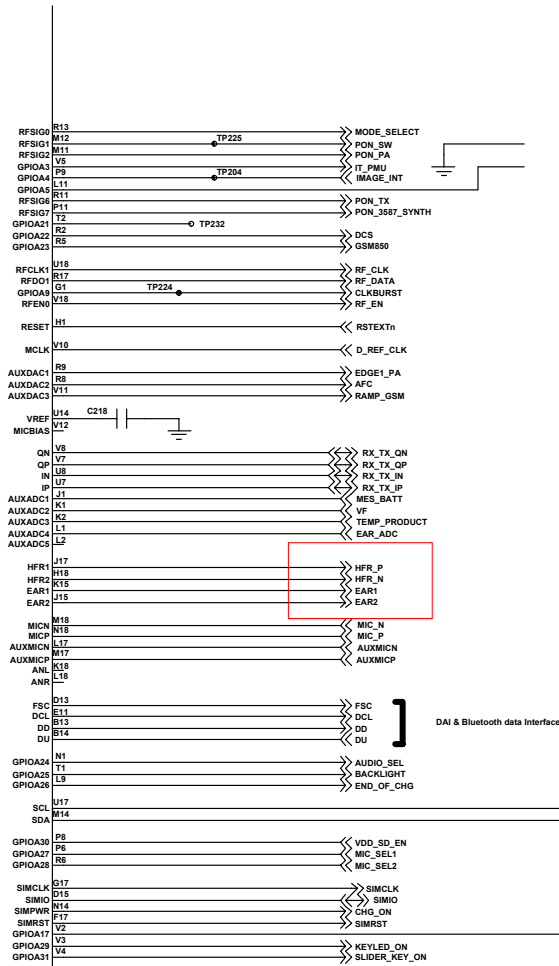 RFSIG0 R13 MODE_SELECT
RFSIG1 M12 TP225 PON_SW
RFSIG2 M11 PON_PA
GPIOA3 V5 IT_PMU
GPIOA4 P9 TP204 IMAGE_INT
GPIOA5 L11
RFSIG6 R11 PON_TX
RFSIG7 P11 PON_3587_SYNTH
GPIOA21 T2 TP232
GPIOA22 R2 DCS
GPIOA23 R5 GSM850
RFCLK1 U18 RF_CLK
RFDO1 R17 RF_DATA
GPIOA9 G1 TP224 CLKBURST
RFEN0 V18 RF_EN
RESET H1 RSTEXTn
MCLK V10 D_REF_CLK
AUXDAC1 R9 EDGE1_PA
AUXDAC2 R8 AFC
AUXDAC3 V11 RAMP_GSM
VREF U14 C218
MICBIAS V12
QN V8 RX_TX_QN
QP V7 RX_TX_QP
IN U8 RX_TX_IN
IP U7 RX_TX_IP
AUXADC1 J1 MES_BATT
AUXADC2 K1 VF
AUXADC3 K2 TEMP_PRODUCT
AUXADC4 L1 EAR_ADC
AUXADC5 L2
HFR1 J17 HFR_P
HFR2 H18 HFR_N
EAR1 K15 EAR1
EAR2 J15 EAR2
MICN M18 MIC_N
MICP N18 MIC_P
AUXMICN L17 AUXMICN
AUXMICP M17 AUXMICP
ANL K18
ANR L18
FSC D13 FSC
DCL E11 DCL
DD B13 DD
DU B14 DU
DAI & Bluetooth data Interface
GPIOA24 N1 AUDIO_SEL
GPIOA25 T1 BACKLIGHT
GPIOA26 L9 END_OF_CHG
SCL U17
SDA M14
GPIOA30 P8 VDD_SD_EN
GPIOA27 P6 MIC_SEL1
GPIOA28 R6 MIC_SEL2
SIMCLK G17 SIMCLK
SIMIO D15 SIMIO
SIMPWR N14 CHG_ON
SIMRST F17 SIMRST
GPIOA17 V2
GPIOA29 V3 KEYLED_ON
GPIOA31 V4 SLIDER_KEY_ON